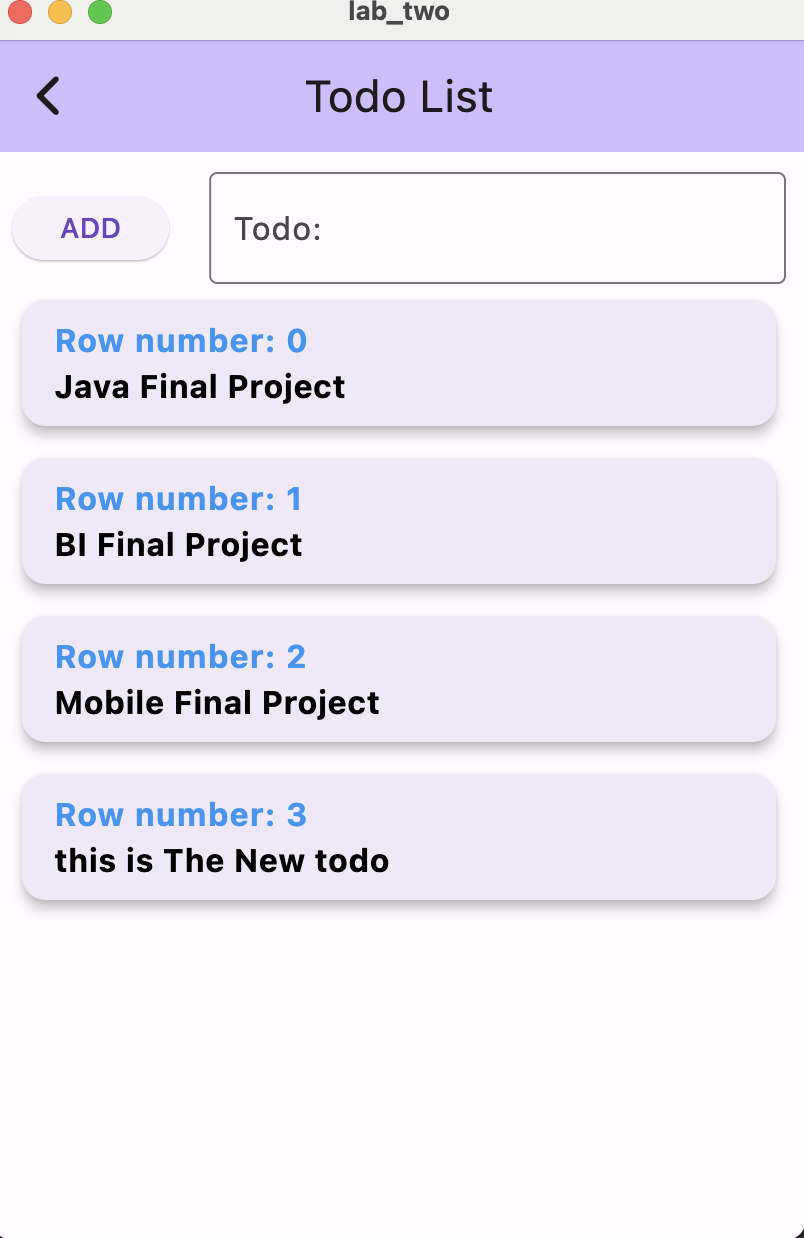 lab_two
Todo List
ADD
Todo:
Row number: 0
Java Final Project
Row number: 1
BI Final Project
Row number: 2
Mobile Final Project
Row number: 3
this is The New todo